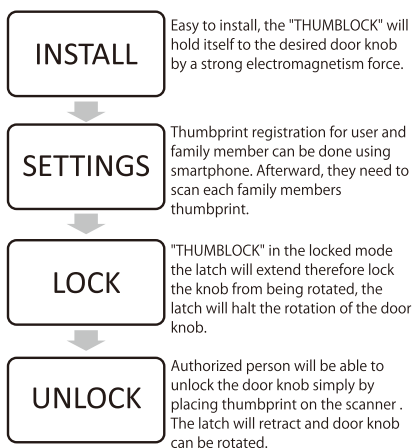 INSTALL
Easy to install, the "THUMBLOCK" will
hold itself to the desired door knob
by a strong electromagnetism force.
SETTINGS
Thumbprint registration for user and
family member can be done using
smartphone. Afterward, they need to
scan each family members
thumbprint.
LOCK
"THUMBLOCK" in the locked mode
the latch will extend therefore lock
the knob from being rotated, the
latch will halt the rotation of the door
knob.
UNLOCK
Authorized person will be able to
unlock the door knob simply by
placing thumbprint on the scanner .
The latch will retract and door knob
can be rotated.